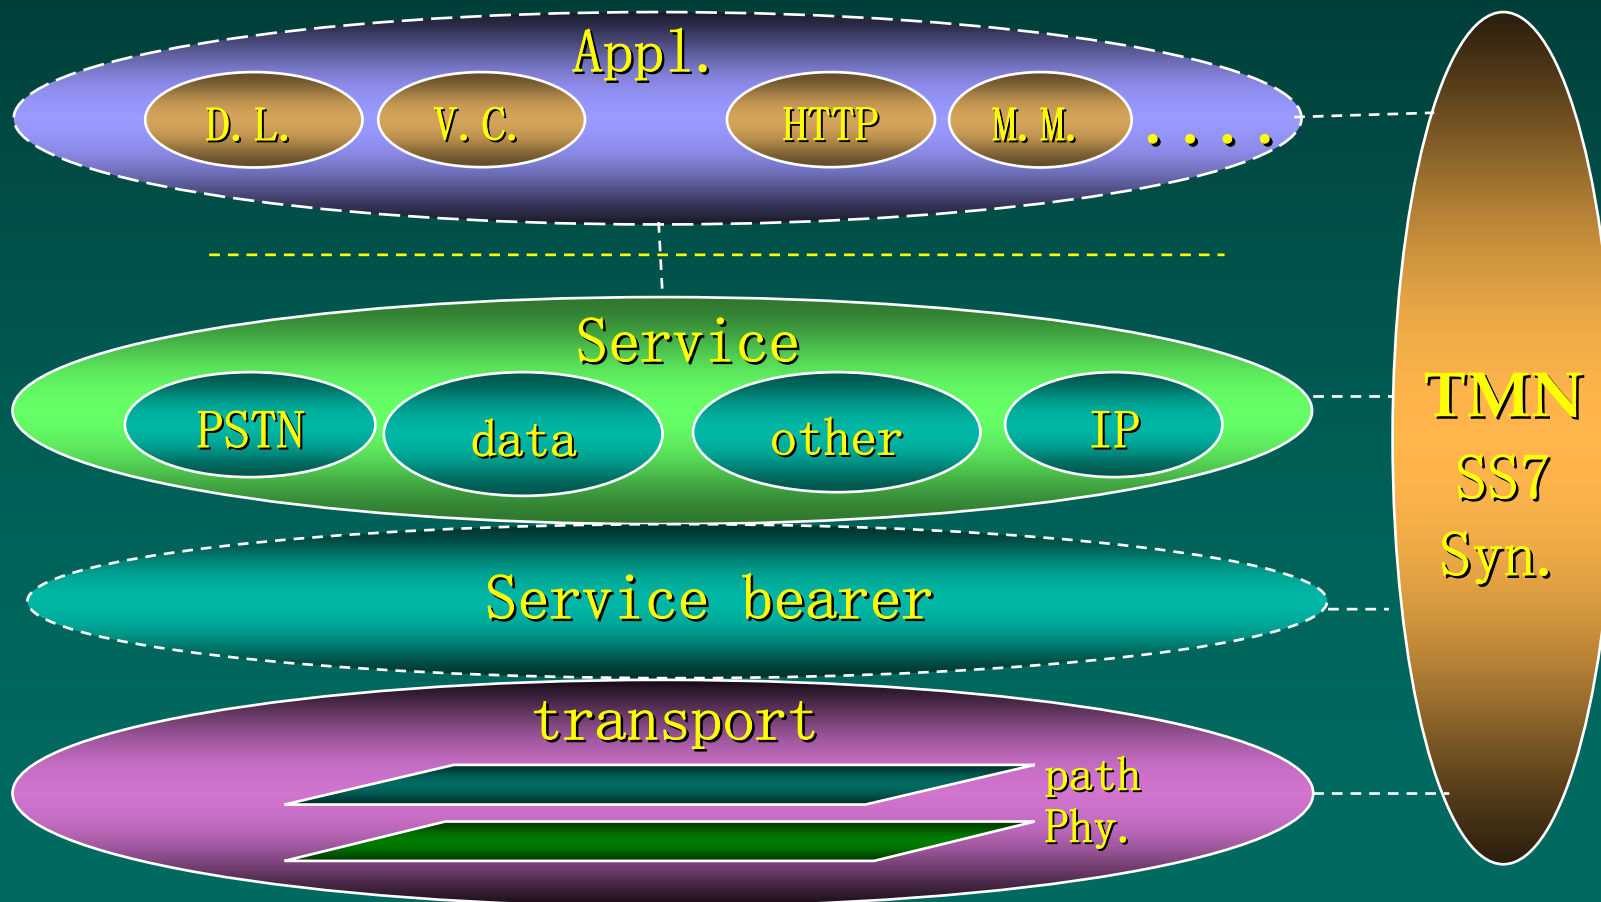 Appl.
D.L. V.C. HTTP M.M. ....
Service
PSTN data other IP
Service bearer
transport
path
Phy.
TMN
SS7
Syn.